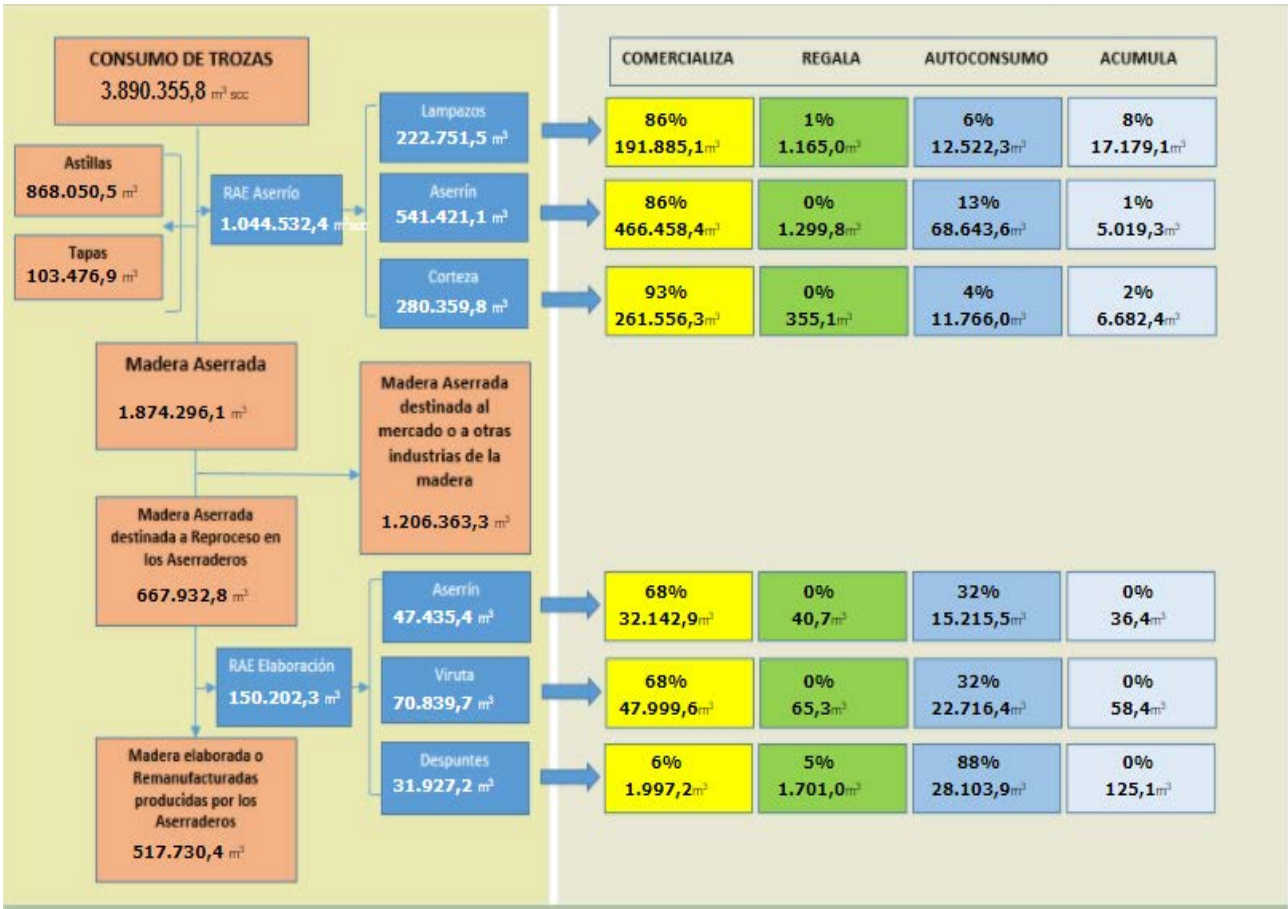 CONSUMO DE TROZAS
3.890.355,8 m³ scc
Astillas
868.050,5 m³
Tapas
103.476,9 m³
RAE Aserrío
1.044.532,4 m³scc
Lampazos
222.751,5 m³
Aserrín
541.421,1 m³
Corteza
280.359,8 m³
Madera Aserrada
1.874.296,1 m³
Madera Aserrada
destinada al
mercado o a otras
industrias de la
madera
1.206.363,3 m³
Madera Aserrada
destinada a Reproceso en
los Aserraderos
667.932,8 m³
RAE Elaboración
150.202,3 m³
Aserrín
47.435,4 m³
Viruta
70.839,7 m³
Despuntes
31.927,2 m³
Madera elaborada o
Remanufacturadas
producidas por los
Aserraderos
517.730,4 m³
COMERCIALIZA REGALA AUTOCONSUMO ACUMULA
86% 1% 6% 8%
191.885,1m³ 1.165,0m³ 12.522,3m³ 17.179,1m³
86% 0% 13% 1%
466.458,4m³ 1.299,8m³ 68.643,6m³ 5.019,3m³
93% 0% 4% 2%
261.556,3m³ 355,1m³ 11.766,0m³ 6.682,4m³
68% 0% 32% 0%
32.142,9m³ 40,7m³ 15.215,5m³ 36,4m³
68% 0% 32% 0%
47.999,6m³ 65,3m³ 22.716,4m³ 58,4m³
6% 5% 88% 0%
1.997,2m³ 1.701,0m³ 28.103,9m³ 125,1m³